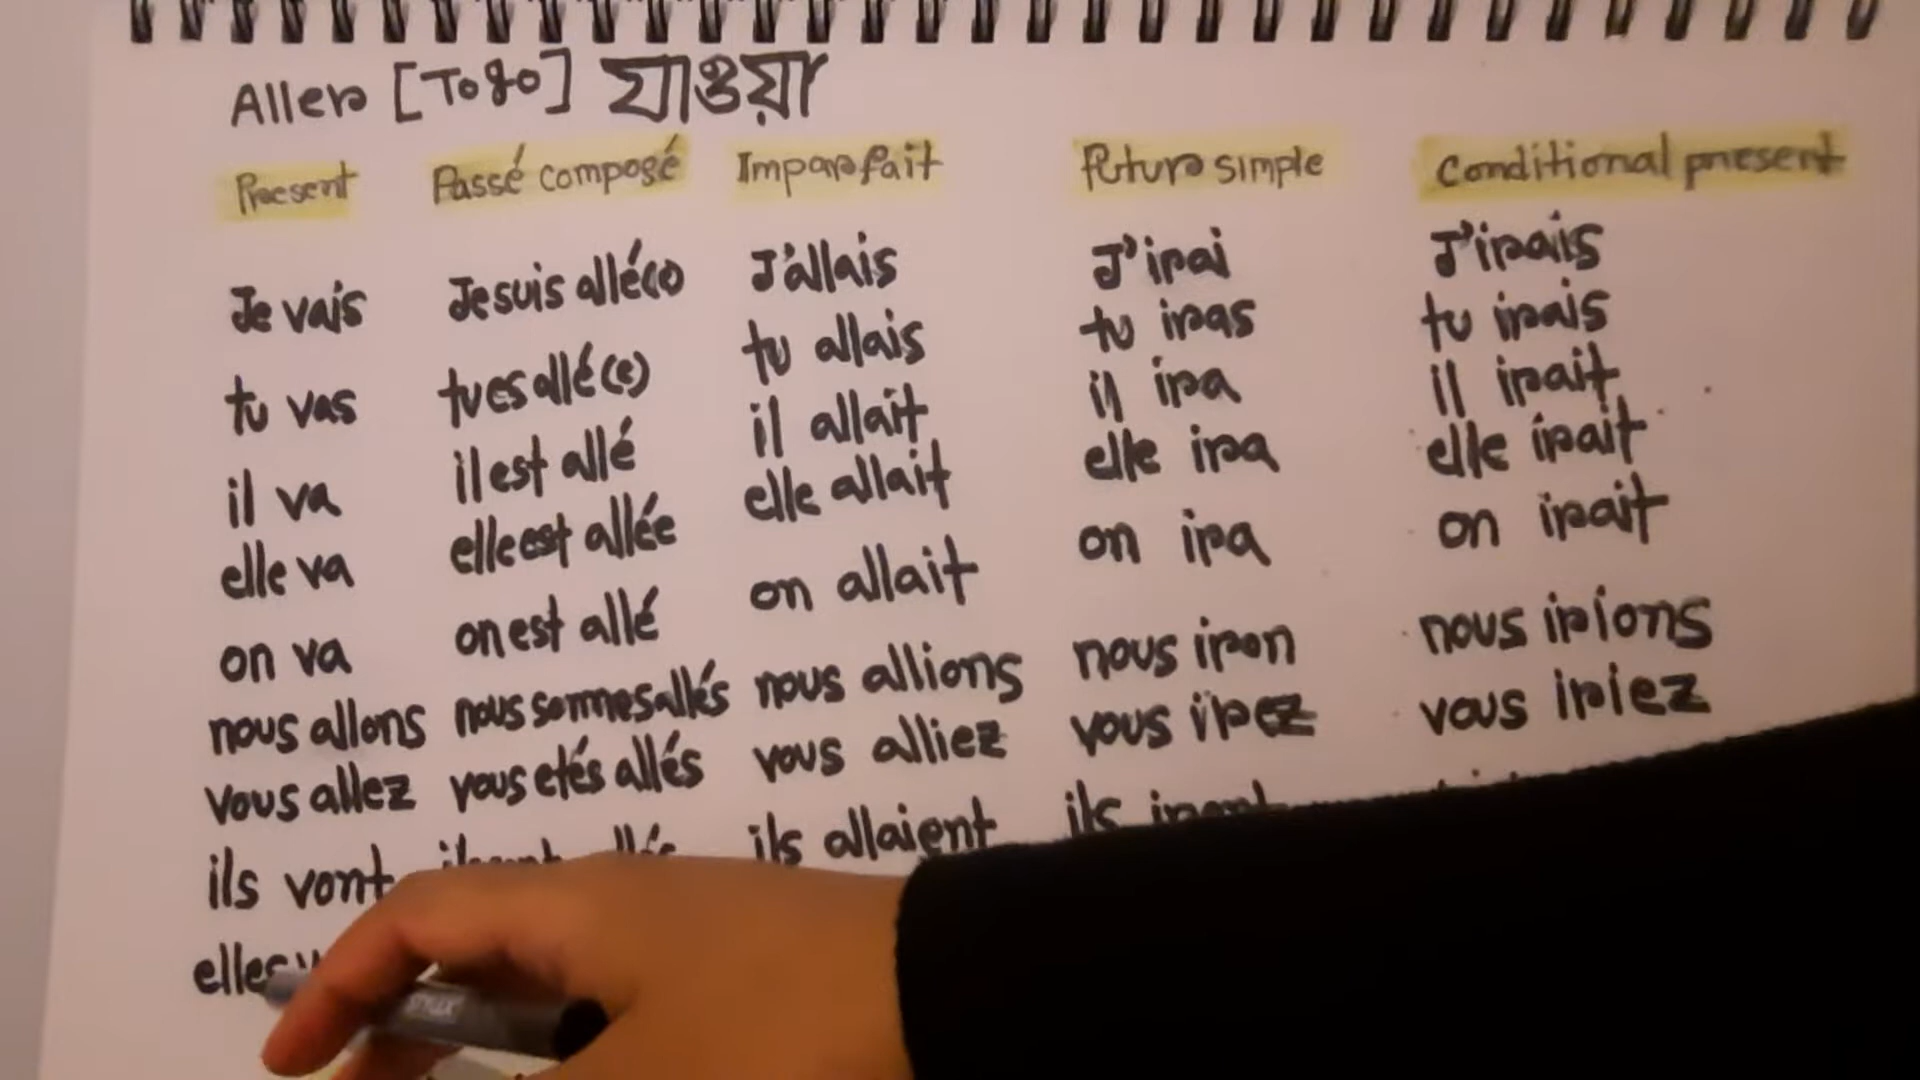 Aller [To go] যাওয়া
Present Passé composé Imparfait futur simple Conditional present
Je vais Je suis allé(e) J'allais J'irai J'irais
tu vas tu es allé(e) tu allais tu iras tu irais
il va il est allé il allait il ira il irait
elle va elle est allée elle allait elle ira elle irait
on va on est allé on allait on ira on irait
nous allons nous sommes allés nous allions nous iron nous irions
vous allez vous etés allés vous alliez vous irez vous iriez
ils vont ils allaient ils
elles